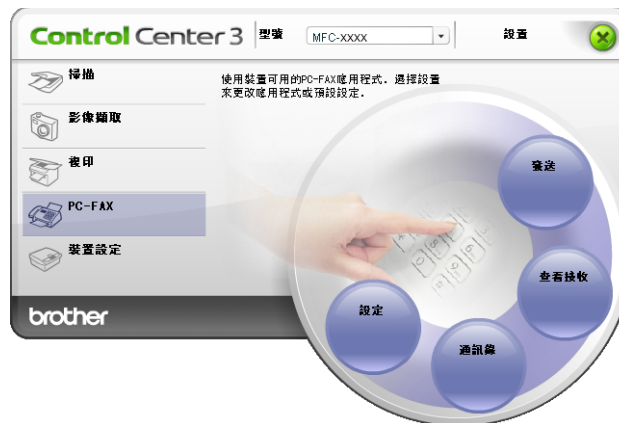 Control Center 3 型號 MFC-XXXX 設置
掃描
影像擷取
複印
PC-FAX
裝置設定
使用裝置可用的PC-FAX應用程式. 選擇設置
來更改應用程式或預設設定.
發送
查看接收
通訊錄
設定
brother